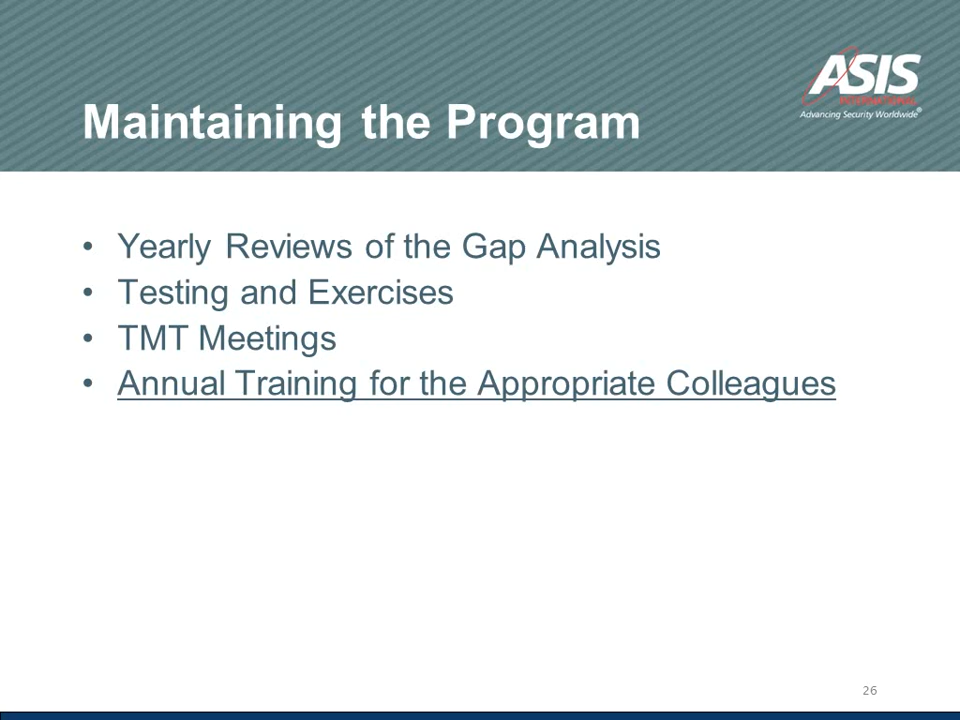 ASIS
INTERNATIONAL
Advancing Security Worldwide®
Maintaining the Program
• Yearly Reviews of the Gap Analysis
• Testing and Exercises
• TMT Meetings
• Annual Training for the Appropriate Colleagues
26